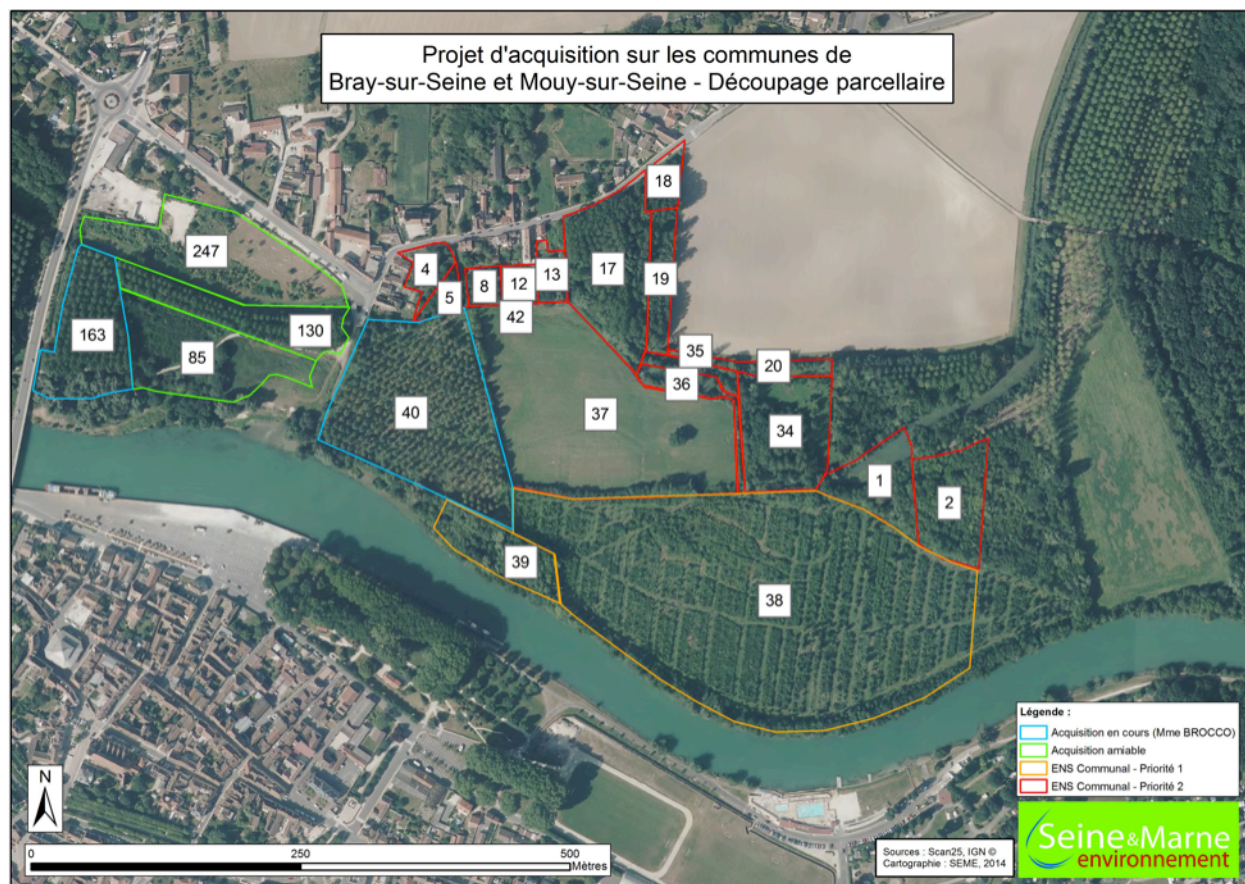 Projet d'acquisition sur les communes de
Bray-sur-Seine et Mouy-sur-Seine - Découpage parcellaire
18
247
4
13
17
8
12
19
5
42
130
163
85
35
20
36
40
37
34
1
2
39
38
Légende :
Acquisition en cours (Mme BROCCO)
Acquisition amiable
ENS Communal - Priorité 1
ENS Communal - Priorité 2
N
0 250 500
Mètres
Sources : Scan25, IGN ©
Cartographie : SEME, 2014
Seine&Marne
environnement